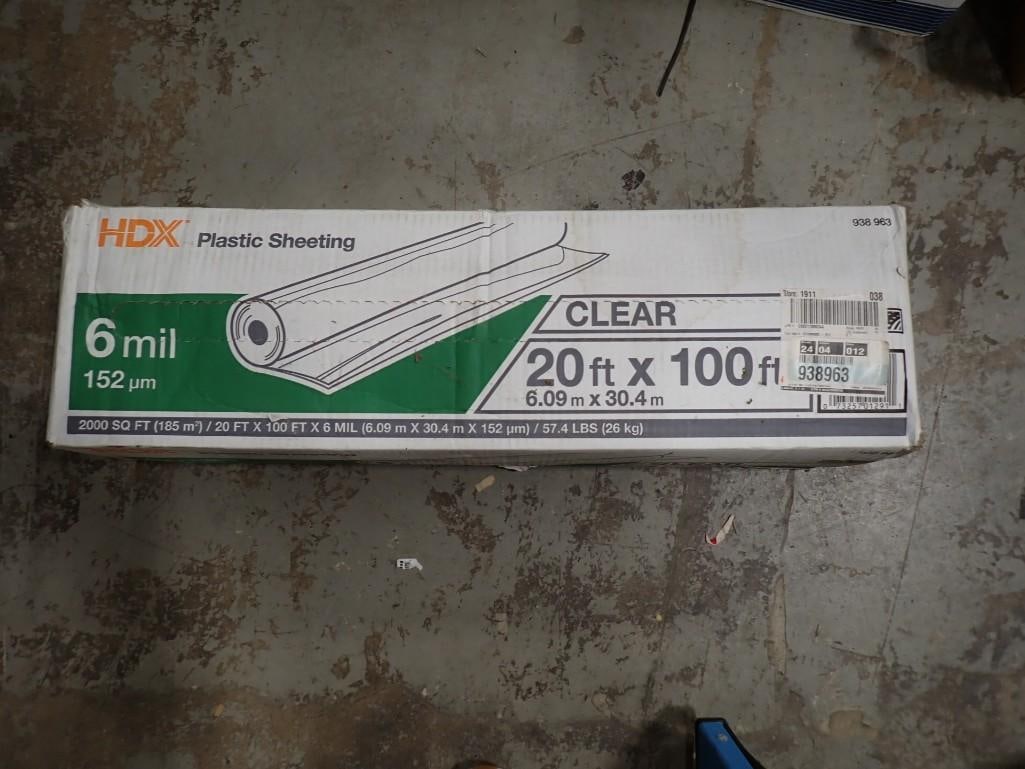 HDX™ Plastic Sheeting
938 963
6 mil
152 µm
CLEAR
20 ft x 100 ft
6.09 m x 30.4 m
Store: 1911
038
24 04 012
938963
2000 SQ FT (185 m²) / 20 FT X 100 FT X 6 MIL (6.09 m X 30.4 m X 152 µm) / 57.4 LBS (26 kg)